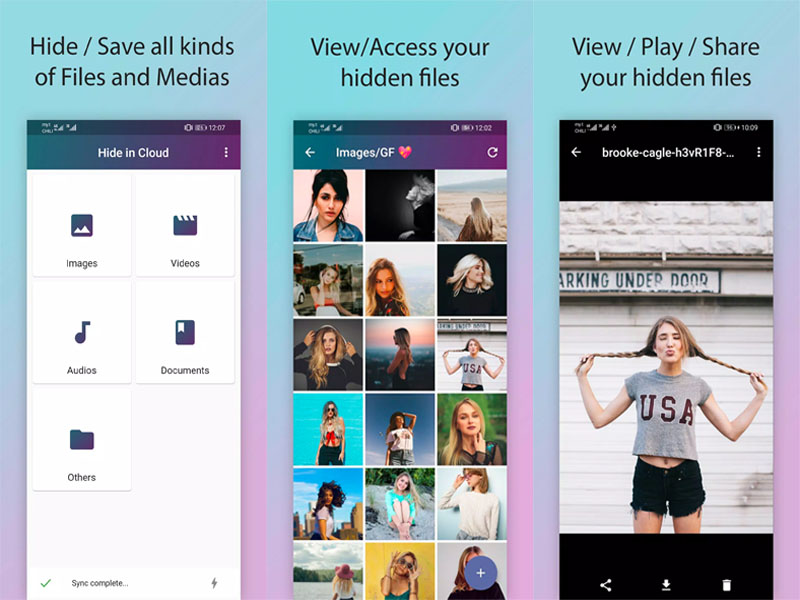 Hide / Save all kinds
of Files and Medias
12:07
Hide in Cloud
Images
Videos
Audios
Documents
Others
Sync complete...
View/Access your
hidden files
12:02
Images/GF 💖
View / Play / Share
your hidden files
10:09
brooke-cagle-h3vR1F8-...
ARKING UNDER DOOR
USA